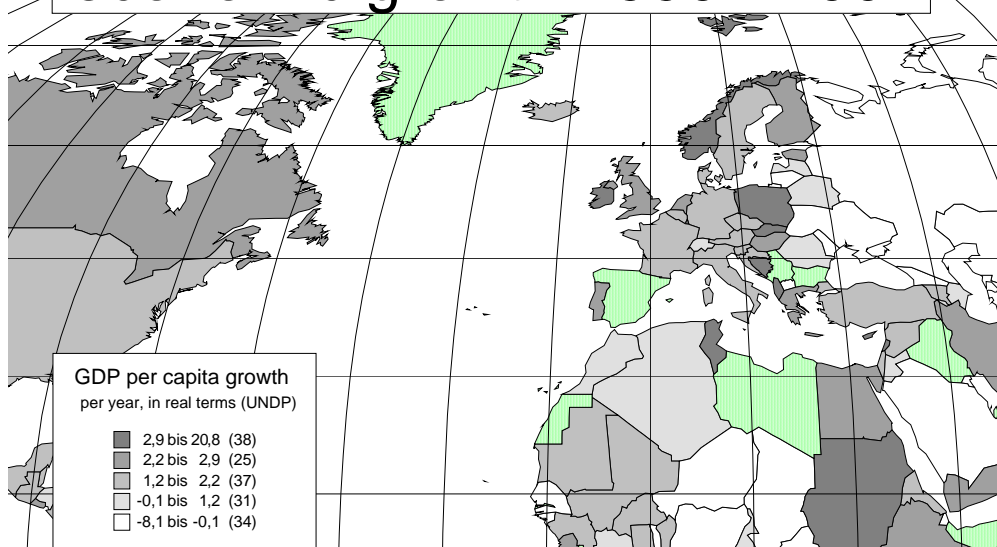 GDP per capita growth
per year, in real terms (UNDP)
2,9 bis 20,8 (38)
2,2 bis 2,9 (25)
1,2 bis 2,2 (37)
-0,1 bis 1,2 (31)
-8,1 bis -0,1 (34)